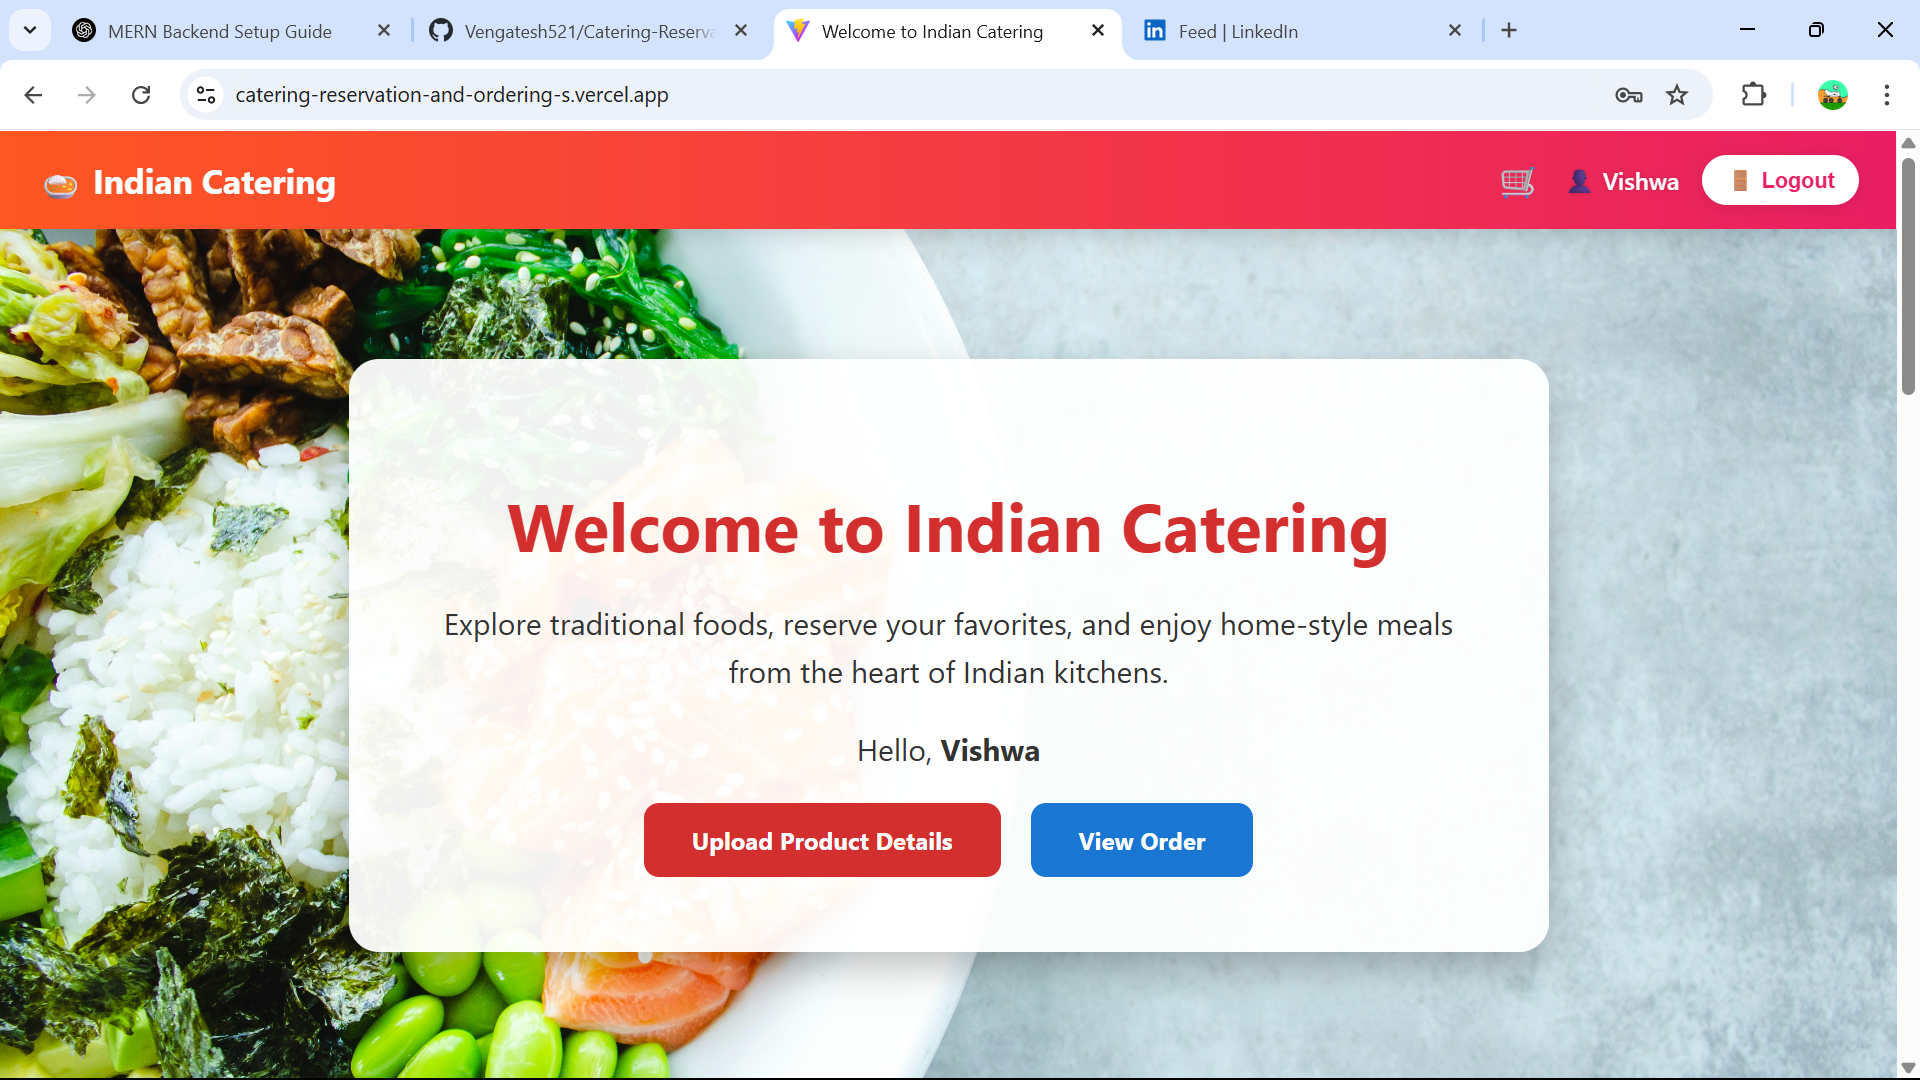 MERN Backend Setup Guide
Vengatesh521/Catering-Reserva
Welcome to Indian Catering
Feed | LinkedIn
catering-reservation-and-ordering-s.vercel.app
Indian Catering
Vishwa
Logout
Welcome to Indian Catering
Explore traditional foods, reserve your favorites, and enjoy home-style meals
from the heart of Indian kitchens.
Hello, Vishwa
Upload Product Details
View Order